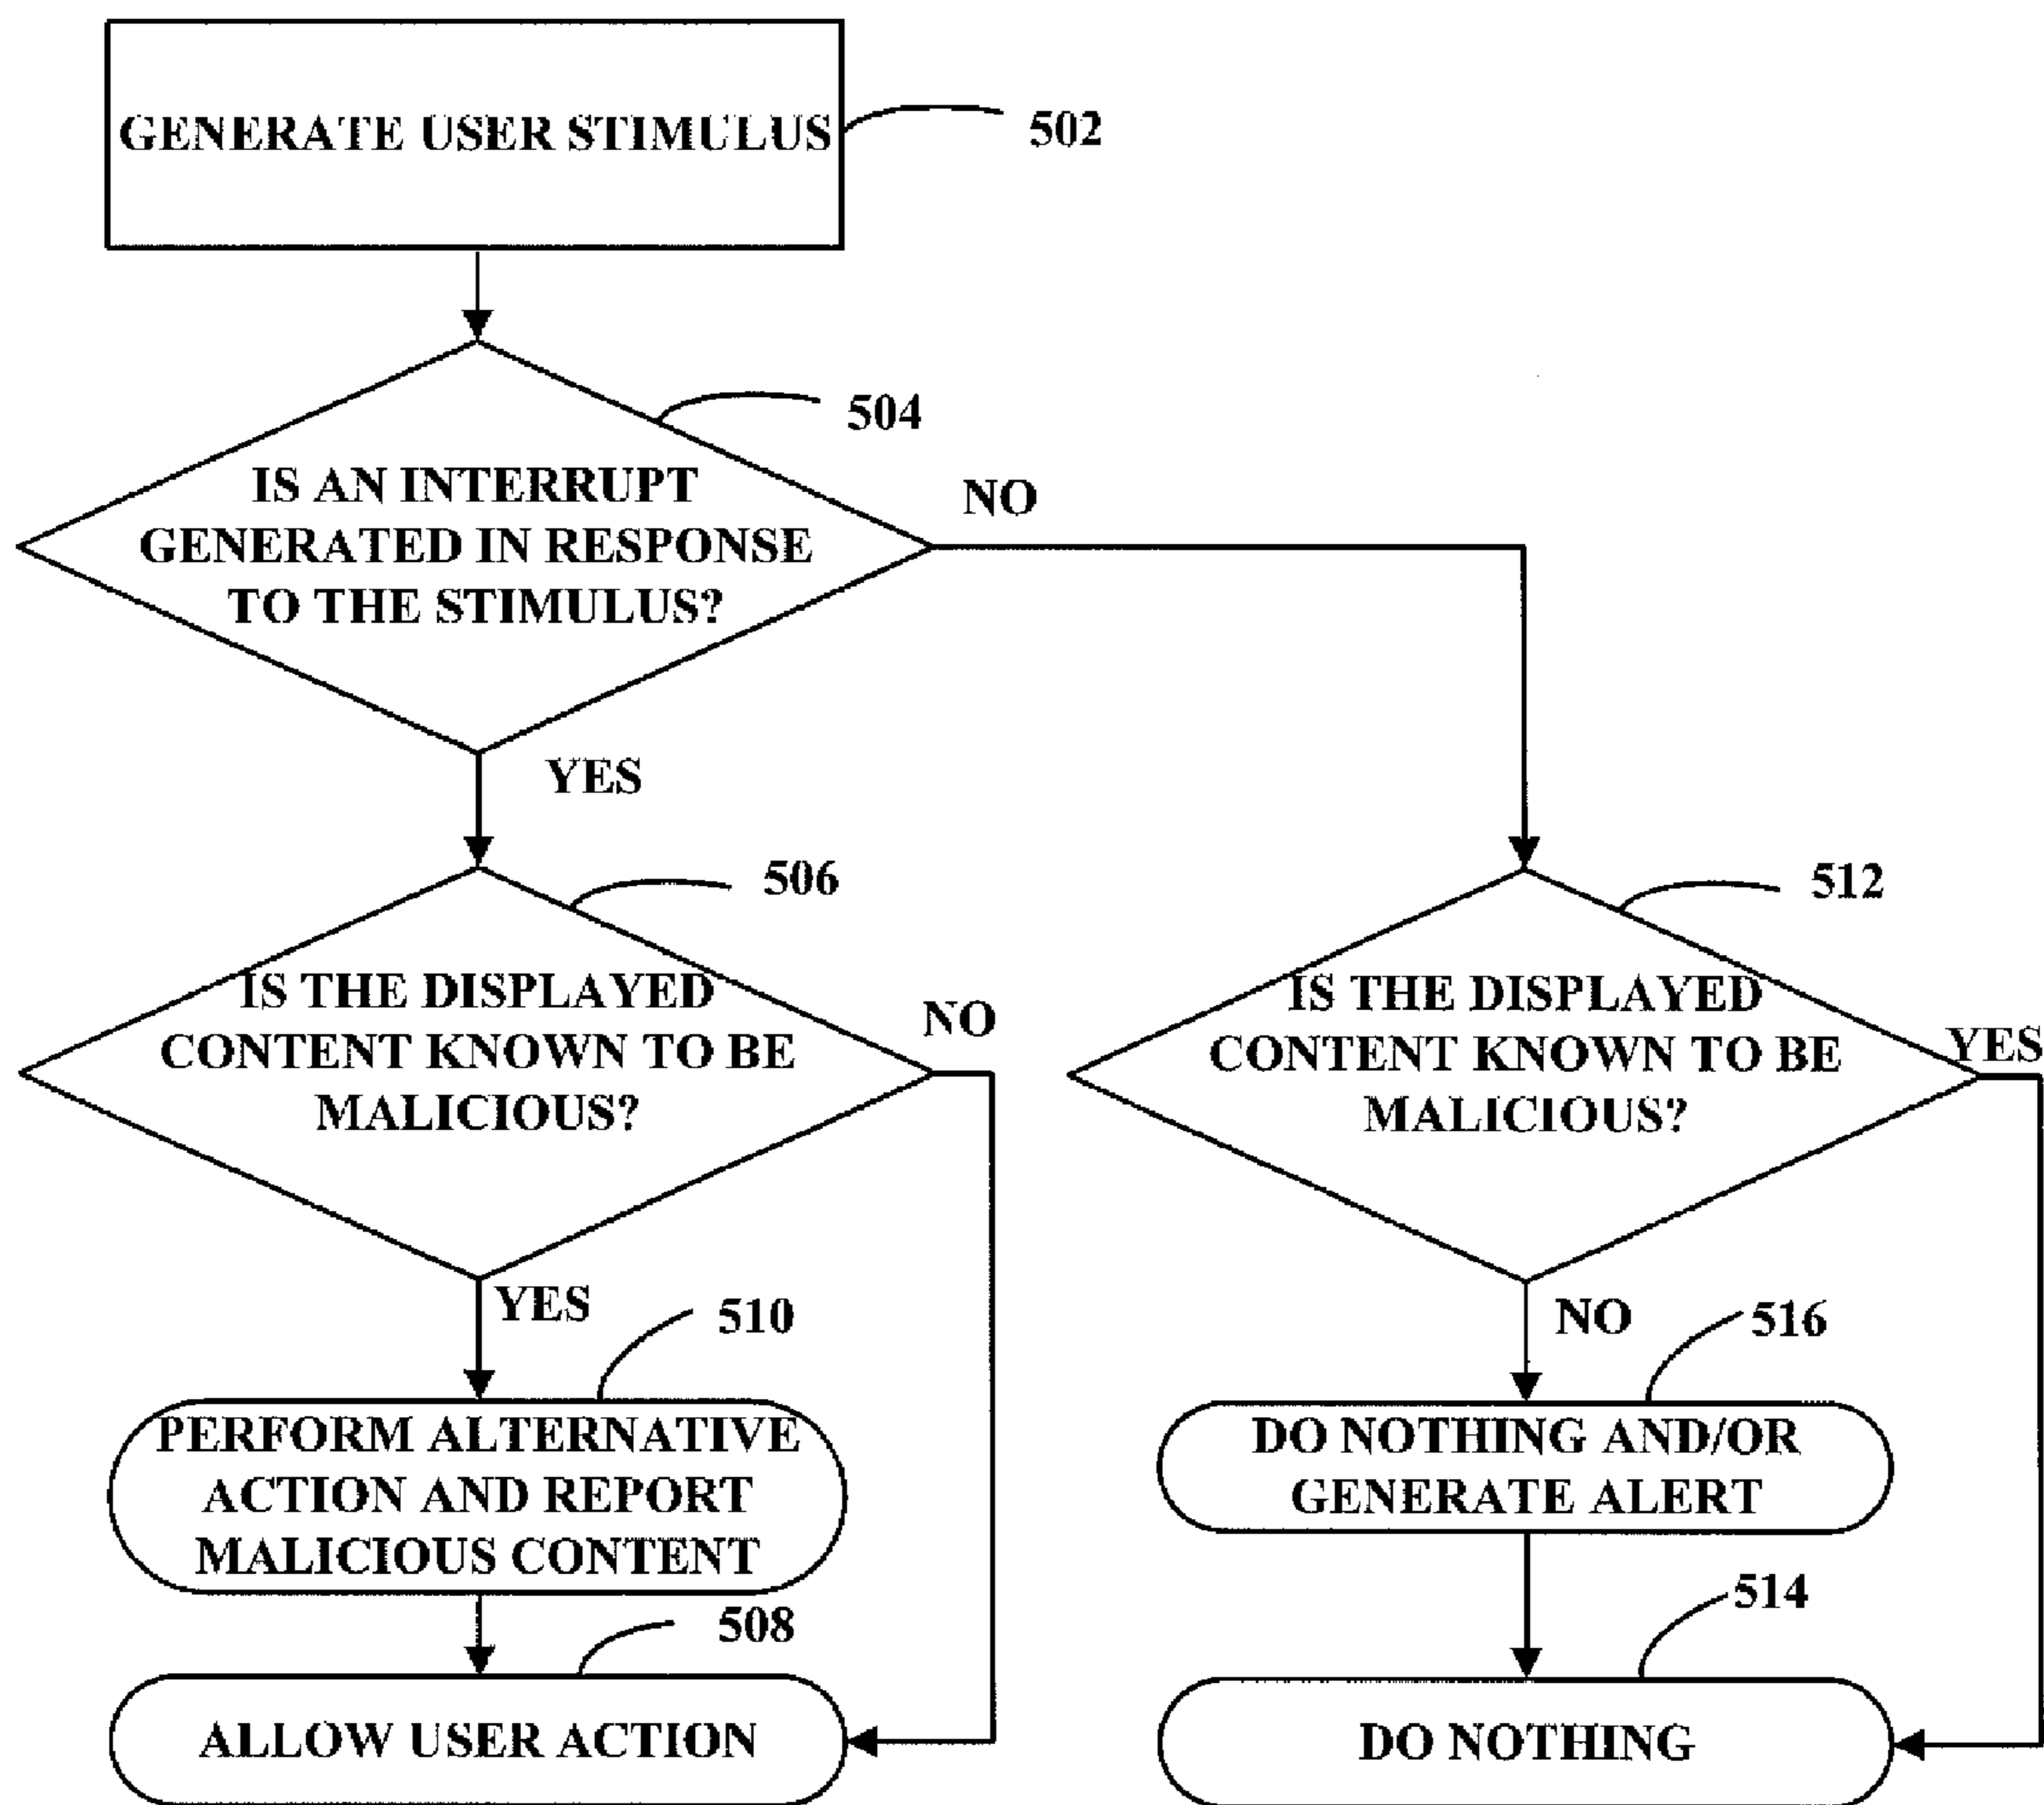 GENERATE USER STIMULUS
502
504
IS AN INTERRUPT
GENERATED IN RESPONSE
TO THE STIMULUS?
NO
YES
506
IS THE DISPLAYED
CONTENT KNOWN TO BE
MALICIOUS?
NO
YES
512
IS THE DISPLAYED
CONTENT KNOWN TO BE
MALICIOUS?
YES
NO
510
PERFORM ALTERNATIVE
ACTION AND REPORT
MALICIOUS CONTENT
516
DO NOTHING AND/OR
GENERATE ALERT
508
ALLOW USER ACTION
514
DO NOTHING